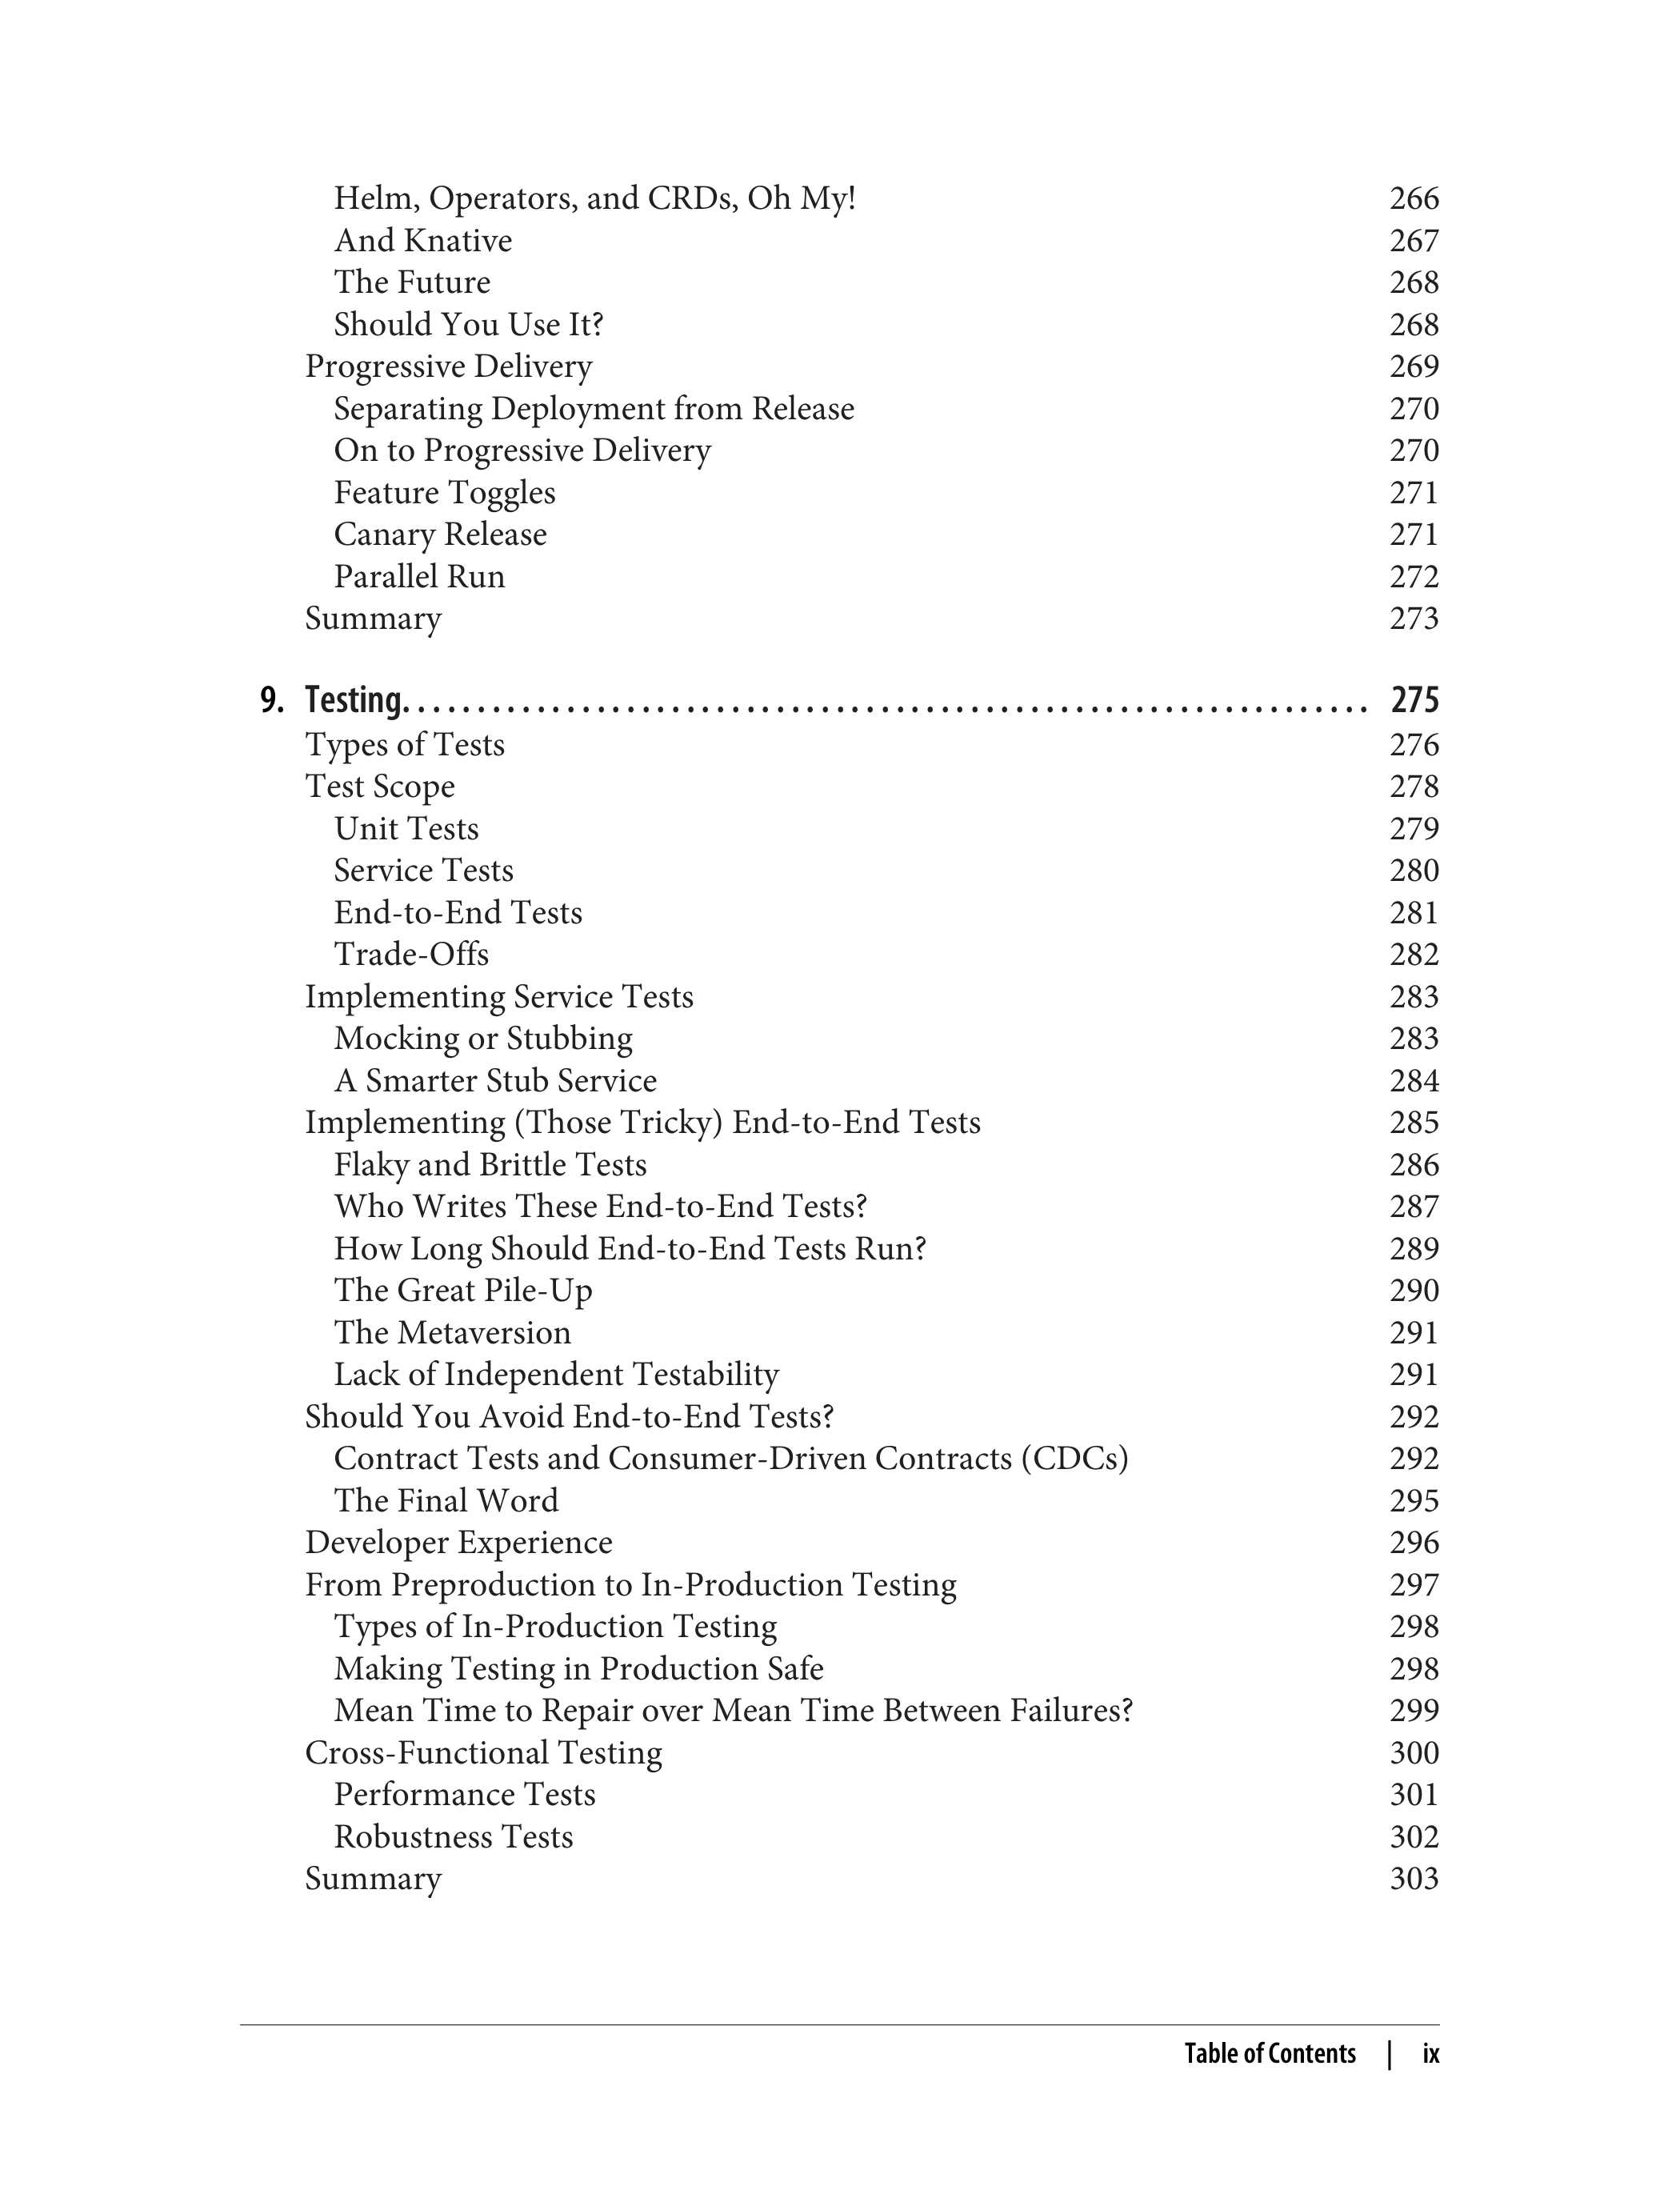 Helm, Operators, and CRDs, Oh My! 266
And Knative 267
The Future 268
Should You Use It? 268
Progressive Delivery 269
Separating Deployment from Release 270
On to Progressive Delivery 270
Feature Toggles 271
Canary Release 271
Parallel Run 272
Summary 273
9. Testing. . . . . . . . . . . . . . . . . . . . . . . . . . . . . . . . . . . . . . . . . . . . . . . . . . . . . . . . . . . . . . . . . 275
Types of Tests 276
Test Scope 278
Unit Tests 279
Service Tests 280
End-to-End Tests 281
Trade-Offs 282
Implementing Service Tests 283
Mocking or Stubbing 283
A Smarter Stub Service 284
Implementing (Those Tricky) End-to-End Tests 285
Flaky and Brittle Tests 286
Who Writes These End-to-End Tests? 287
How Long Should End-to-End Tests Run? 289
The Great Pile-Up 290
The Metaversion 291
Lack of Independent Testability 291
Should You Avoid End-to-End Tests? 292
Contract Tests and Consumer-Driven Contracts (CDCs) 292
The Final Word 295
Developer Experience 296
From Preproduction to In-Production Testing 297
Types of In-Production Testing 298
Making Testing in Production Safe 298
Mean Time to Repair over Mean Time Between Failures? 299
Cross-Functional Testing 300
Performance Tests 301
Robustness Tests 302
Summary 303
Table of Contents | ix